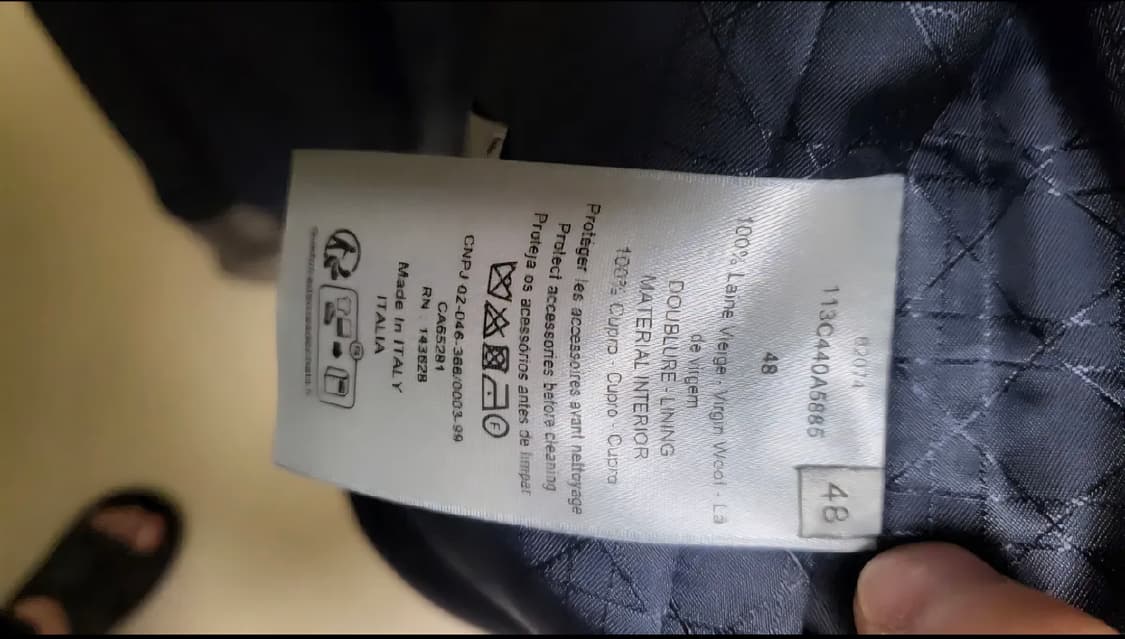 82074
113C440A5885
48
48
100% Laine Vierge - Virgin Wool - Lã
de virgem
DOUBLURE - LINING
MATERIAL INTERIOR
100% Cupro - Cupro - Cupro
Protéger les accessoires avant nettoyage
Protect accessories before cleaning
Proteja os acessórios antes de limpar
F
CNPJ 02-046-366/0003-99
CA65281
RN : 143628
Made In ITALY
ITALIA
FR